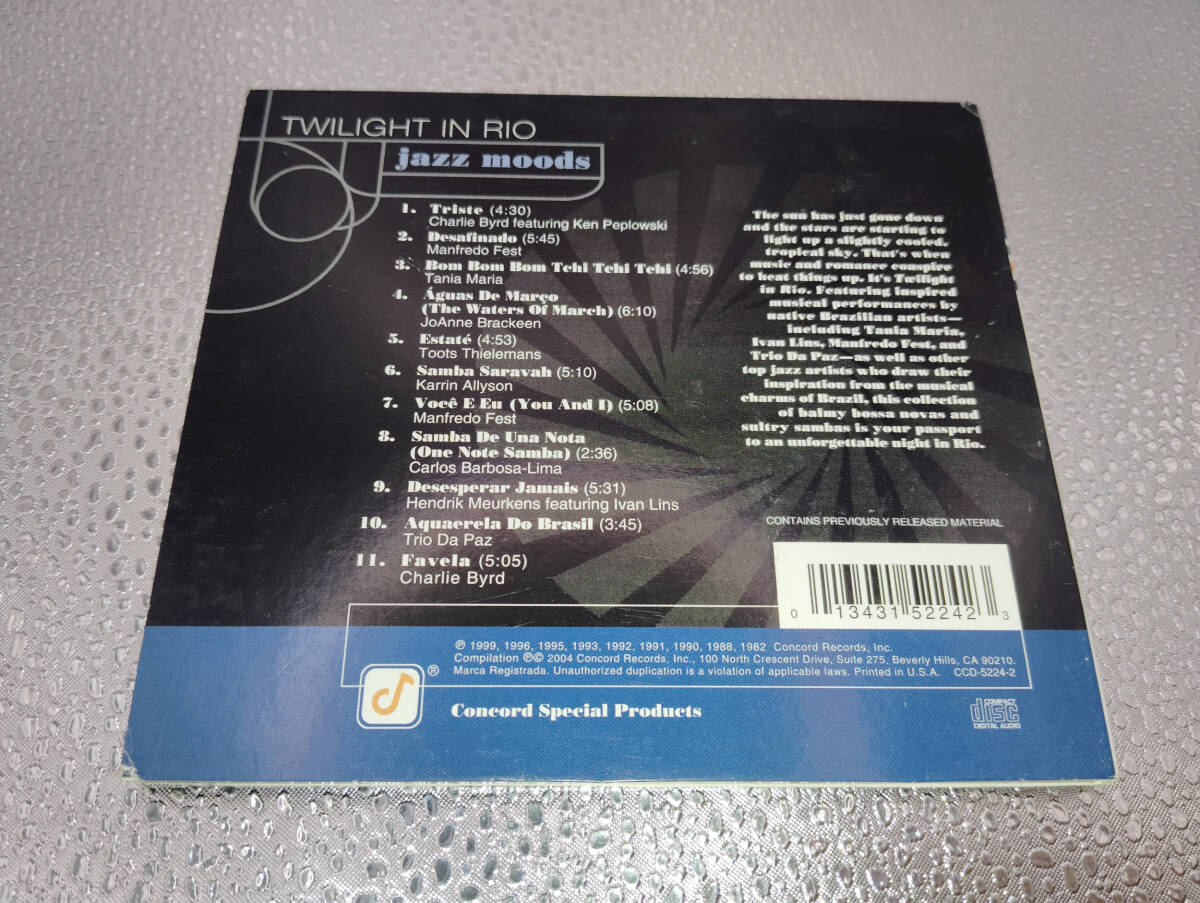 TWILIGHT IN RIO
jazz moods
1. Triste (4:30)
Charlie Byrd featuring Ken Peplowski
2. Desafinado (5:45)
Manfredo Fest
3. Bom Bom Bom Tchi Tchi Tchi (4:56)
Tania Maria
4. Águas De Março
(The Waters Of March) (6:10)
JoAnne Brackeen
5. Estaté (4:53)
Toots Thielemans
6. Samba Saravah (5:10)
Karrin Allyson
7. Você E Eu (You And I) (5:08)
Manfredo Fest
8. Samba De Una Nota
(One Note Samba) (2:36)
Carlos Barbosa-Lima
9. Desesperar Jamais (5:31)
Hendrik Meurkens featuring Ivan Lins
10. Aquaerela Do Brasil (3:45)
Trio Da Paz
11. Favela (5:05)
Charlie Byrd
The sun has just gone down
and the stars are starting to
light up a slightly cooled,
tropical sky. That's when
music and romance conspire
to heat things up. It's Twilight
in Rio. Featuring inspired
musical performances by
native Brazilian artists—
including Tania Maria,
Ivan Lins, Manfredo Fest, and
Trio Da Paz—as well as other
top jazz artists who draw their
inspiration from the musical
charms of Brazil, this collection
of balmy bossa novas and
sultry sambas is your passport
to an unforgettable night in Rio.
CONTAINS PREVIOUSLY RELEASED MATERIAL
0 13431 52242 3
℗ 1999, 1996, 1995, 1993, 1992, 1991, 1990, 1988, 1982 Concord Records, Inc.
Compilation ℗© 2004 Concord Records, Inc., 100 North Crescent Drive, Suite 275, Beverly Hills, CA 90210.
Marca Registrada. Unauthorized duplication is a violation of applicable laws. Printed in U.S.A. CCD-5224-2
®
Concord Special Products
COMPACT
disc
DIGITAL AUDIO